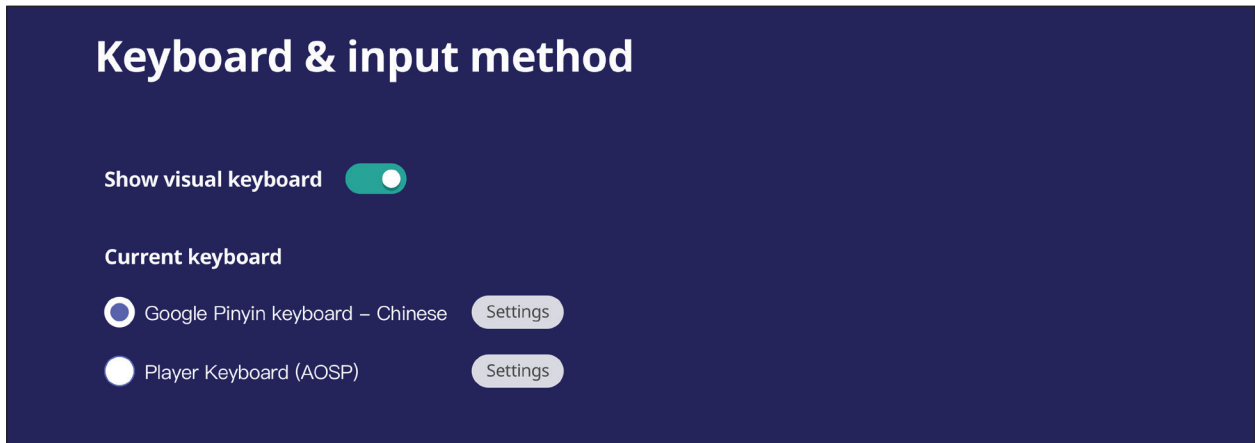 Keyboard & input method
Show visual keyboard
Current keyboard
Google Pinyin keyboard – Chinese Settings
Player Keyboard (AOSP) Settings